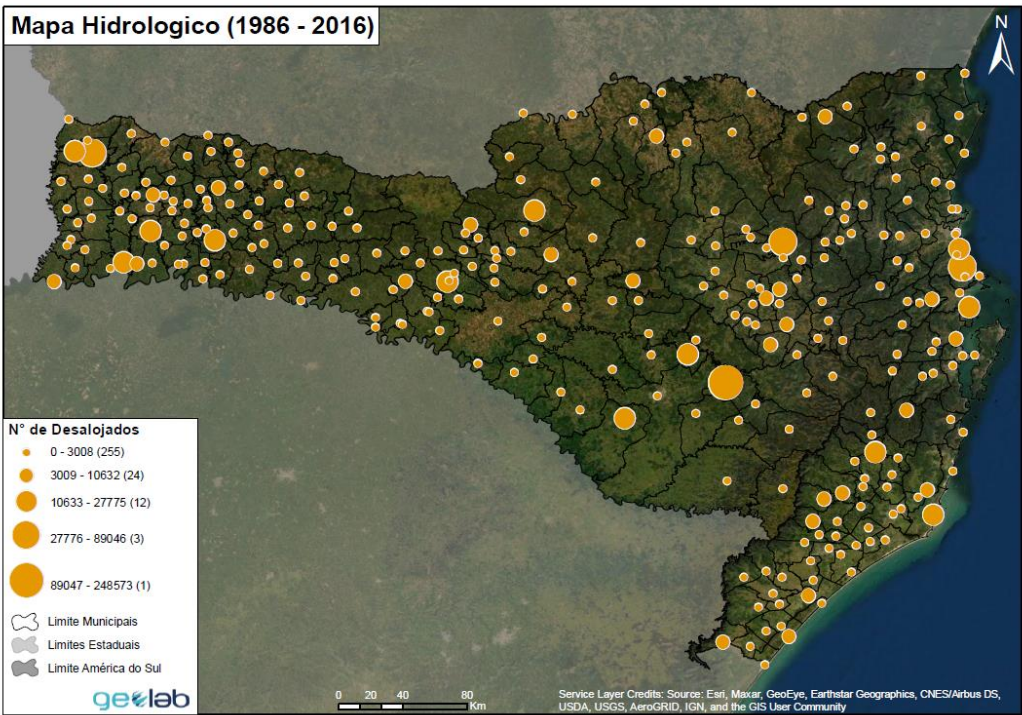 Mapa Hidrologico (1986 - 2016)
N
N° de Desalojados
0 - 3008 (255)
3009 - 10632 (24)
10633 - 27775 (12)
27776 - 89046 (3)
89047 - 248573 (1)
Limite Municipais
Limites Estaduais
Limite América do Sul
geolab
0 20 40 80
Km
Service Layer Credits: Source: Esri, Maxar, GeoEye, Earthstar Geographics, CNES/Airbus DS,
USDA, USGS, AeroGRID, IGN, and the GIS User Community